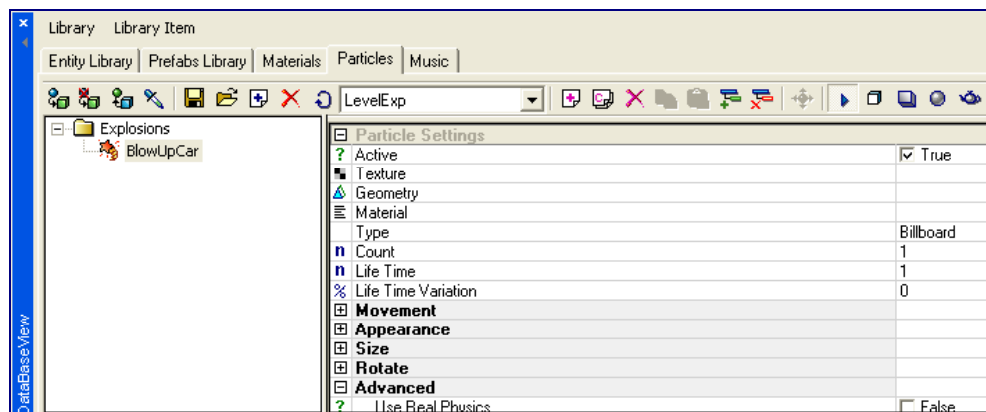 Library Library Item
Entity Library Prefabs Library Materials Particles Music
LevelExp
Explosions
BlowUpCar
Particle Settings
? Active True
Texture
Geometry
Material
Type Billboard
n Count 1
n Life Time 1
% Life Time Variation 0
Movement
Appearance
Size
Rotate
Advanced
? Use Real Physics False
DataBaseView